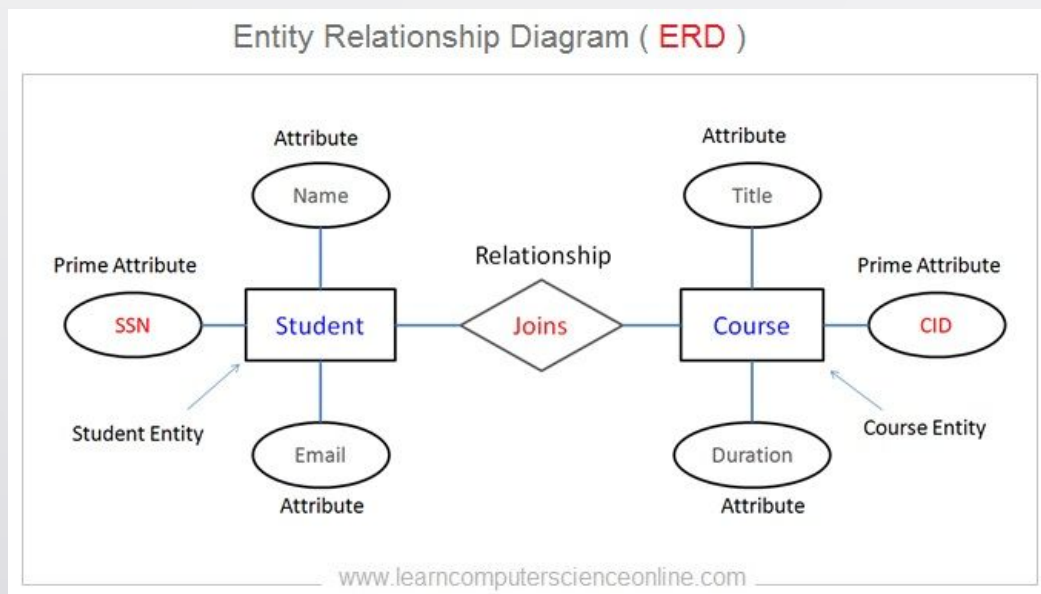 Entity Relationship Diagram ( ERD )
Attribute
Attribute
Name
Title
Relationship
Prime Attribute
Prime Attribute
SSN
Student
Joins
Course
CID
Student Entity
Course Entity
Email
Duration
Attribute
Attribute
www.learncomputerscienceonline.com